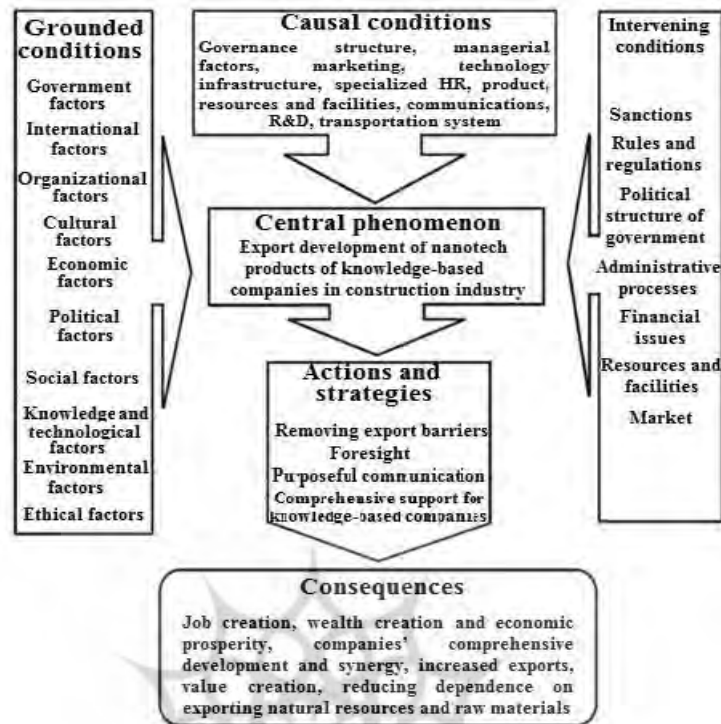 Grounded
conditions
Government
factors
International
factors
Organizational
factors
Cultural
factors
Economic
factors
Political
factors
Social factors
Knowledge and
technological
factors
Environmental
factors
Ethical factors
Causal conditions
Governance structure, managerial
factors, marketing, technology
infrastructure, specialized HR, product,
resources and facilities, communications,
R&D, transportation system
Central phenomenon
Export development of nanotech
products of knowledge-based
companies in construction industry
Actions and
strategies
Removing export barriers
Foresight
Purposeful communication
Comprehensive support for
knowledge-based companies
Intervening
conditions
Sanctions
Rules and
regulations
Political
structure of
government
Administrative
processes
Financial
issues
Resources and
facilities
Market
Consequences
Job creation, wealth creation and economic
prosperity, companies' comprehensive
development and synergy, increased exports,
value creation, reducing dependence on
exporting natural resources and raw materials